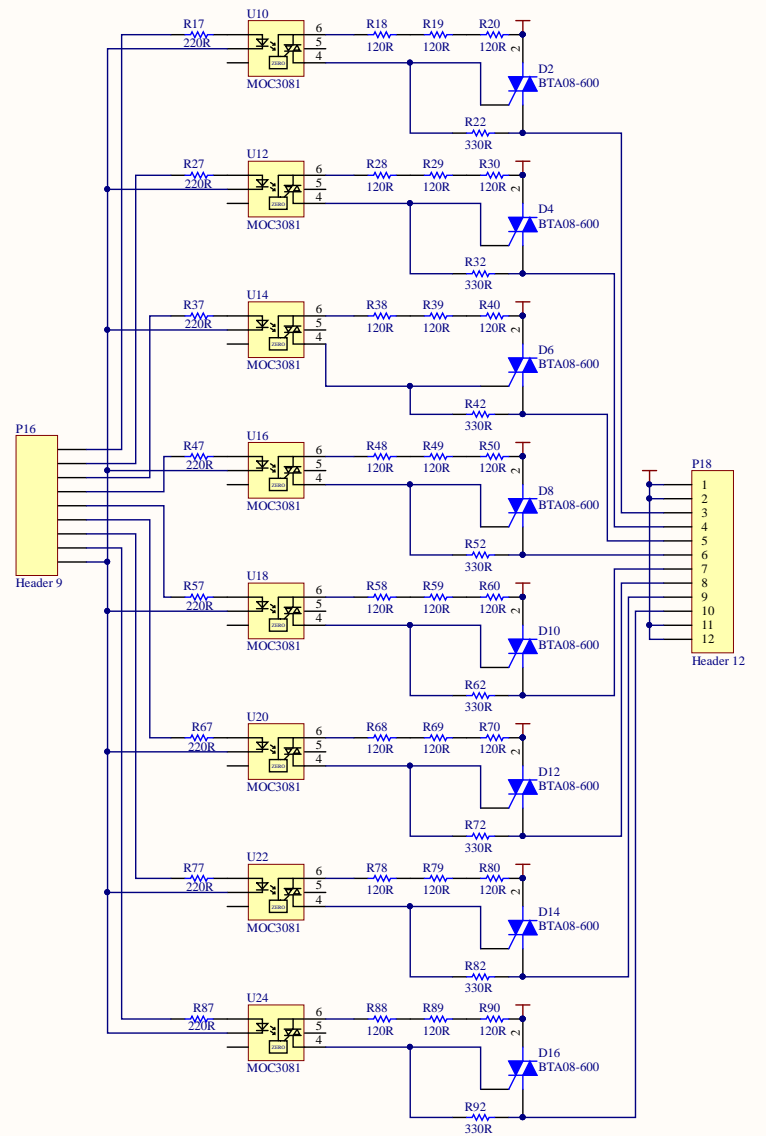 U10
R17
220R
ZERO
MOC3081
6
5
4
R18
120R
R19
120R
R20
120R
2
D2
BTA08-600
R22
330R
U12
R27
220R
ZERO
MOC3081
6
5
4
R28
120R
R29
120R
R30
120R
2
D4
BTA08-600
R32
330R
U14
R37
220R
ZERO
MOC3081
6
5
4
R38
120R
R39
120R
R40
120R
2
D6
BTA08-600
R42
330R
P16
Header 9
U16
R47
220R
ZERO
MOC3081
6
5
4
R48
120R
R49
120R
R50
120R
2
D8
BTA08-600
R52
330R
P18
1
2
3
4
5
6
7
8
9
10
11
12
Header 12
U18
R57
220R
ZERO
MOC3081
6
5
4
R58
120R
R59
120R
R60
120R
2
D10
BTA08-600
R62
330R
U20
R67
220R
ZERO
MOC3081
6
5
4
R68
120R
R69
120R
R70
120R
2
D12
BTA08-600
R72
330R
U22
R77
220R
ZERO
MOC3081
6
5
4
R78
120R
R79
120R
R80
120R
2
D14
BTA08-600
R82
330R
U24
R87
220R
ZERO
MOC3081
6
5
4
R88
120R
R89
120R
R90
120R
2
D16
BTA08-600
R92
330R